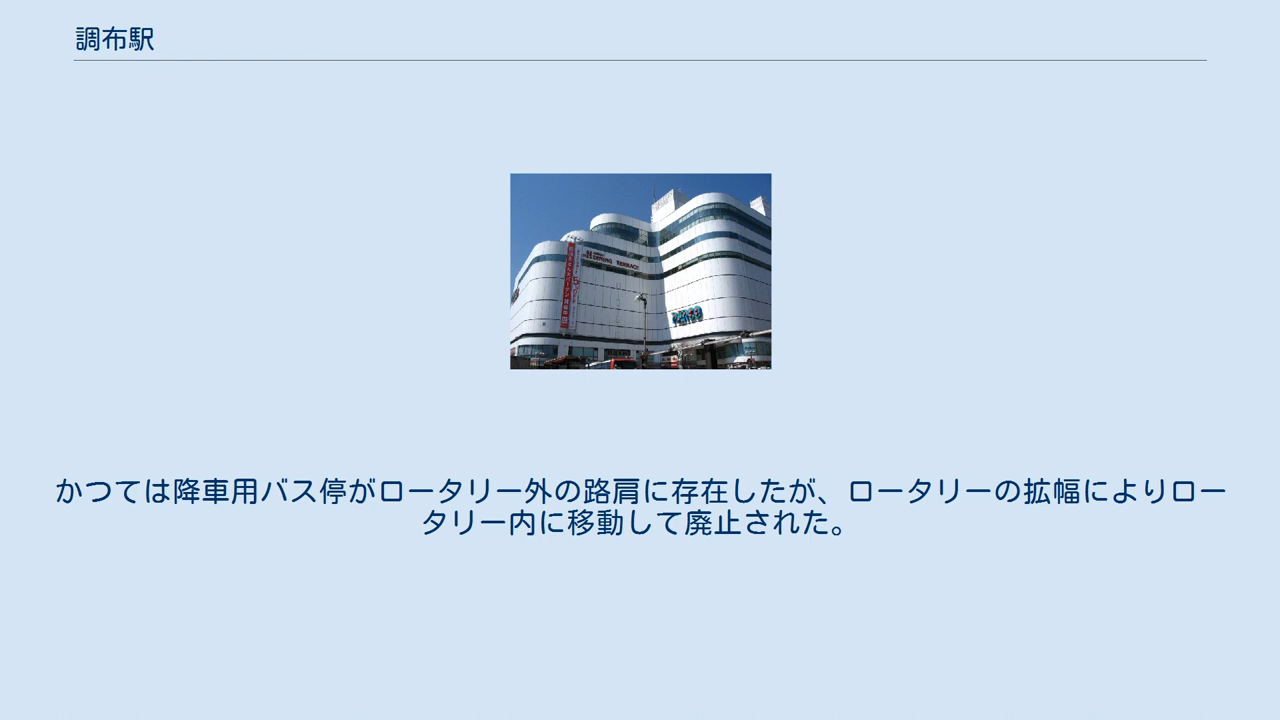 調布駅
PARCO
かつては降車用バス停がロータリー外の路肩に存在したが、ロータリーの拡幅によりロー
タリー内に移動して廃止された。